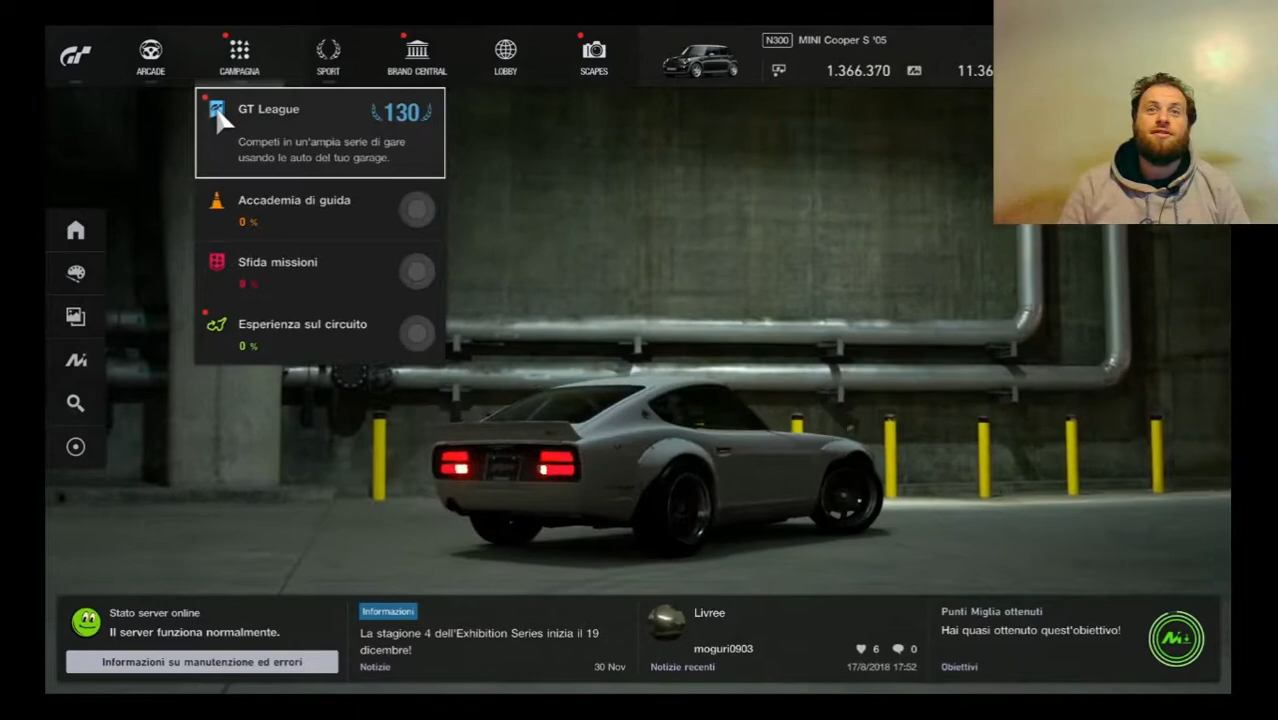 N300 MINI Cooper S '05
ARCADE CAMPAGNA SPORT BRAND CENTRAL LOBBY SCAPES
1.366.370 11.36
GT League 130
Competi in un'ampia serie di gare
usando le auto del tuo garage.
Accademia di guida
0 %
Sfida missioni
0 %
Esperienza sul circuito
0 %
Stato server online
Il server funziona normalmente.
Informazioni su manutenzione ed errori
Informazioni
La stagione 4 dell'Exhibition Series inizia il 19
dicembre!
Notizie 30 Nov
Livree
moguri0903 6 0
Notizie recenti 17/8/2018 17:52
Punti Miglia ottenuti
Hai quasi ottenuto quest'obiettivo!
Obiettivi